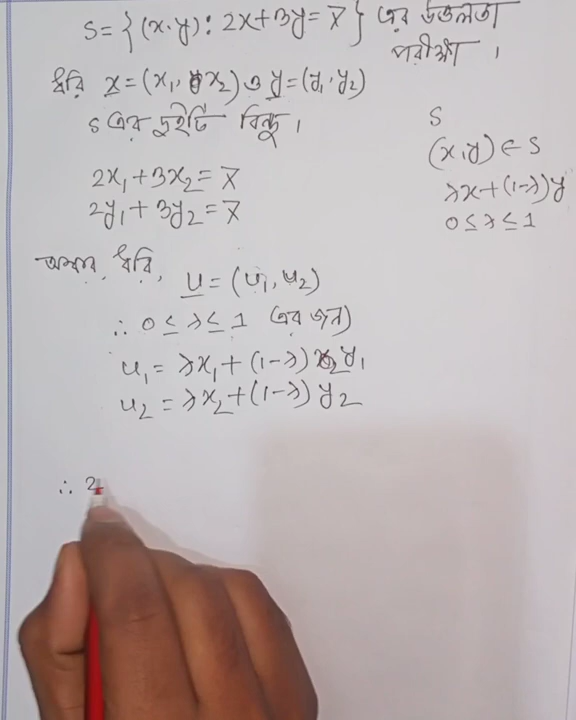 S = {(x.y): 2x+3y=7} এর উত্তলতা
পরীক্ষা ।
ধরি x = (x₁, x₂) ও y = (y₁, y₂)
S এর দুইটি বিন্দু ।
2x₁+3x₂ = 7
2y₁+3y₂ = 7
S
(x,y) ∈ S
λx+(1-λ)y
0≤λ≤1
আবার, ধরি,
u = (u₁, u₂)
∴ 0 ≤ λ ≤ 1 (এর জন্য)
u₁ = λx₁ + (1-λ) y₁
u₂ = λx₂ + (1-λ) y₂
∴ 2